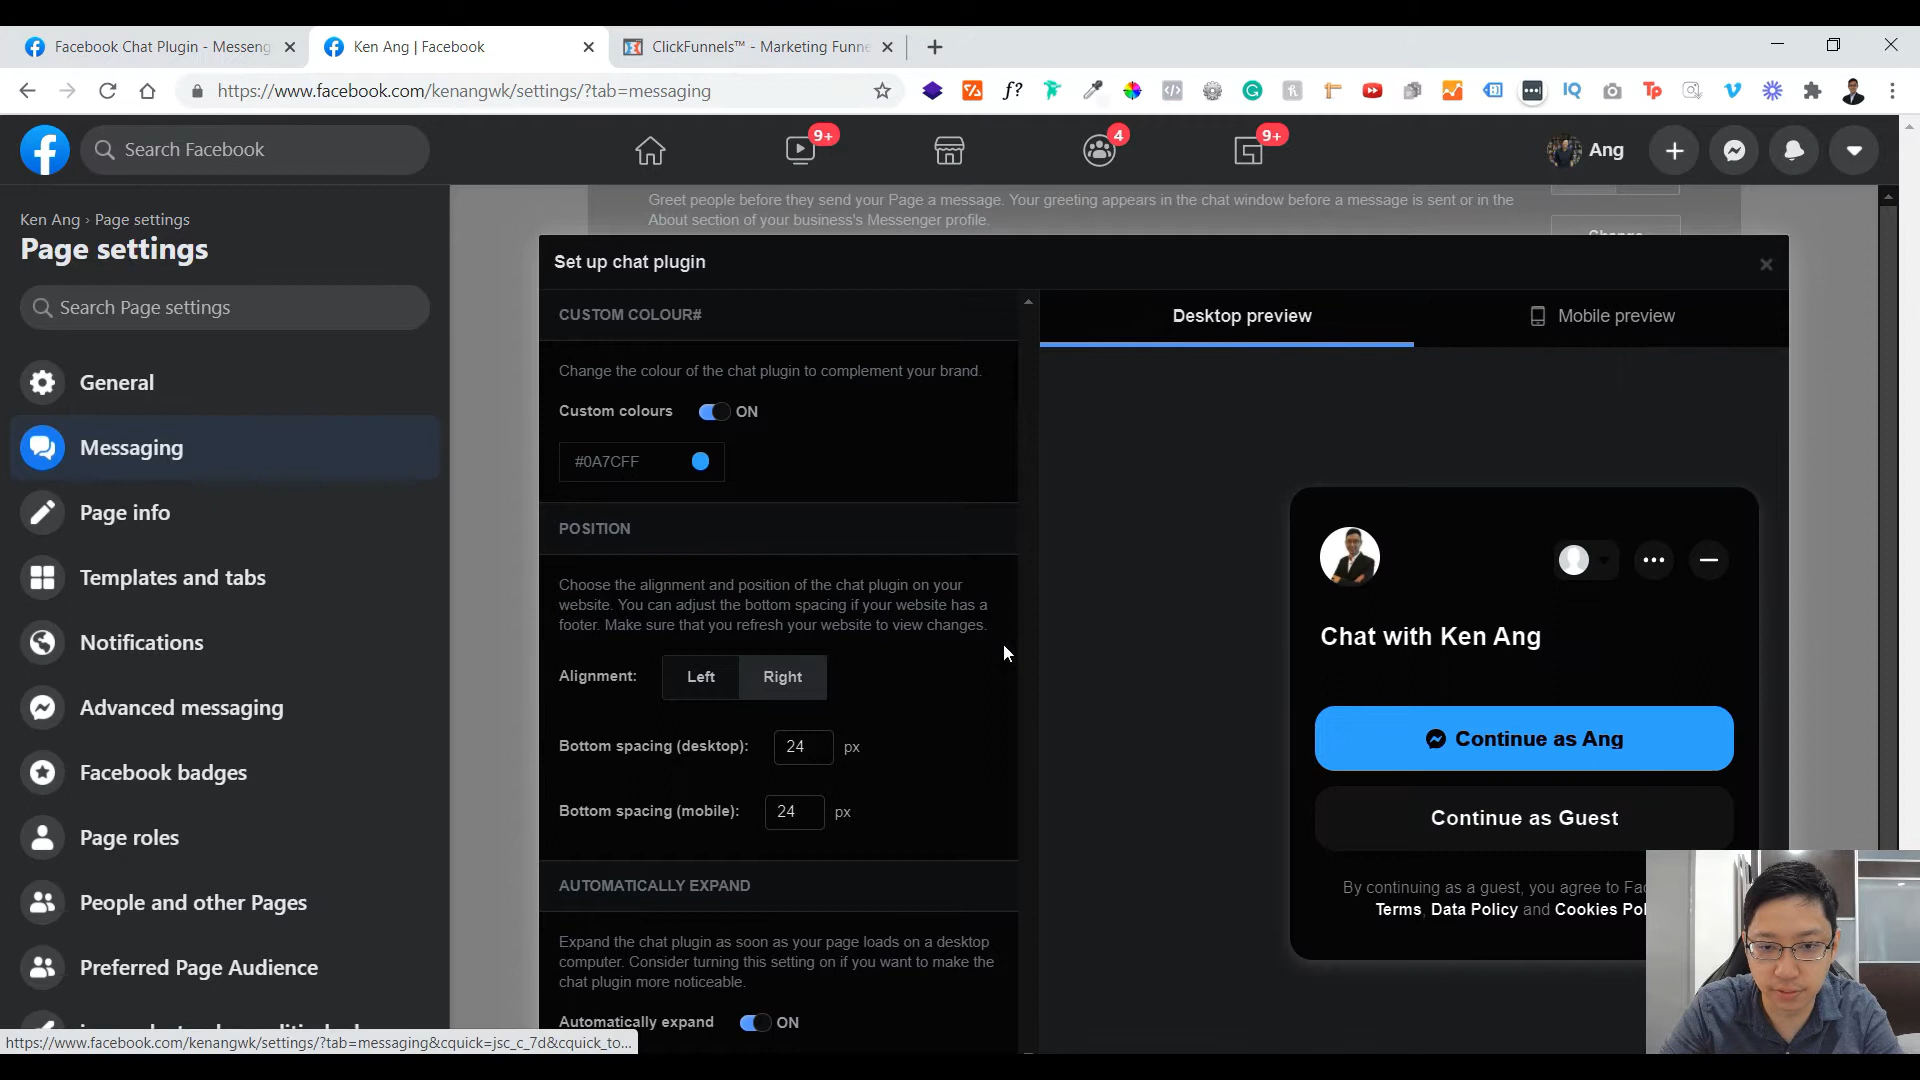 Facebook Chat Plugin - Messeng
Ken Ang | Facebook
ClickFunnels™ - Marketing Funne
https://www.facebook.com/kenangwk/settings/?tab=messaging
Search Facebook
9+
4
9+
Ang
Ken Ang › Page settings
Page settings
Search Page settings
General
Messaging
Page info
Templates and tabs
Notifications
Advanced messaging
Facebook badges
Page roles
People and other Pages
Preferred Page Audience
https://www.facebook.com/kenangwk/settings/?tab=messaging&cquick=jsc_c_7d&cquick_to...
Greet people before they send your Page a message. Your greeting appears in the chat window before a message is sent or in the
About section of your business's Messenger profile.
Change
Set up chat plugin
CUSTOM COLOUR#
Change the colour of the chat plugin to complement your brand.
Custom colours ON
#0A7CFF
POSITION
Choose the alignment and position of the chat plugin on your
website. You can adjust the bottom spacing if your website has a
footer. Make sure that you refresh your website to view changes.
Alignment: Left Right
Bottom spacing (desktop): 24 px
Bottom spacing (mobile): 24 px
AUTOMATICALLY EXPAND
Expand the chat plugin as soon as your page loads on a desktop
computer. Consider turning this setting on if you want to make the
chat plugin more noticeable.
Automatically expand ON
Desktop preview
Mobile preview
Chat with Ken Ang
Continue as Ang
Continue as Guest
By continuing as a guest, you agree to Fac
Terms, Data Policy and Cookies Pol